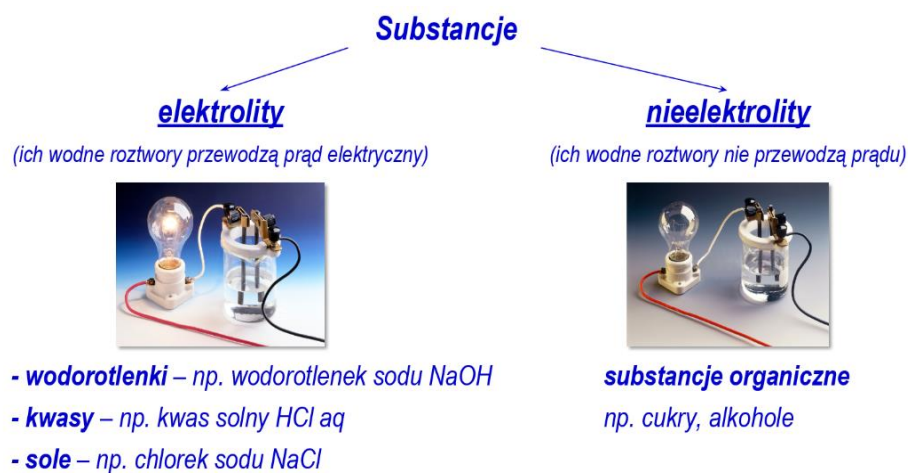 Substancje
elektrolity
nieelektrolity
(ich wodne roztwory przewodzą prąd elektryczny)
(ich wodne roztwory nie przewodzą prądu)
- wodorotlenki – np. wodorotlenek sodu NaOH
- kwasy – np. kwas solny HCl aq
- sole – np. chlorek sodu NaCl
substancje organiczne
np. cukry, alkohole